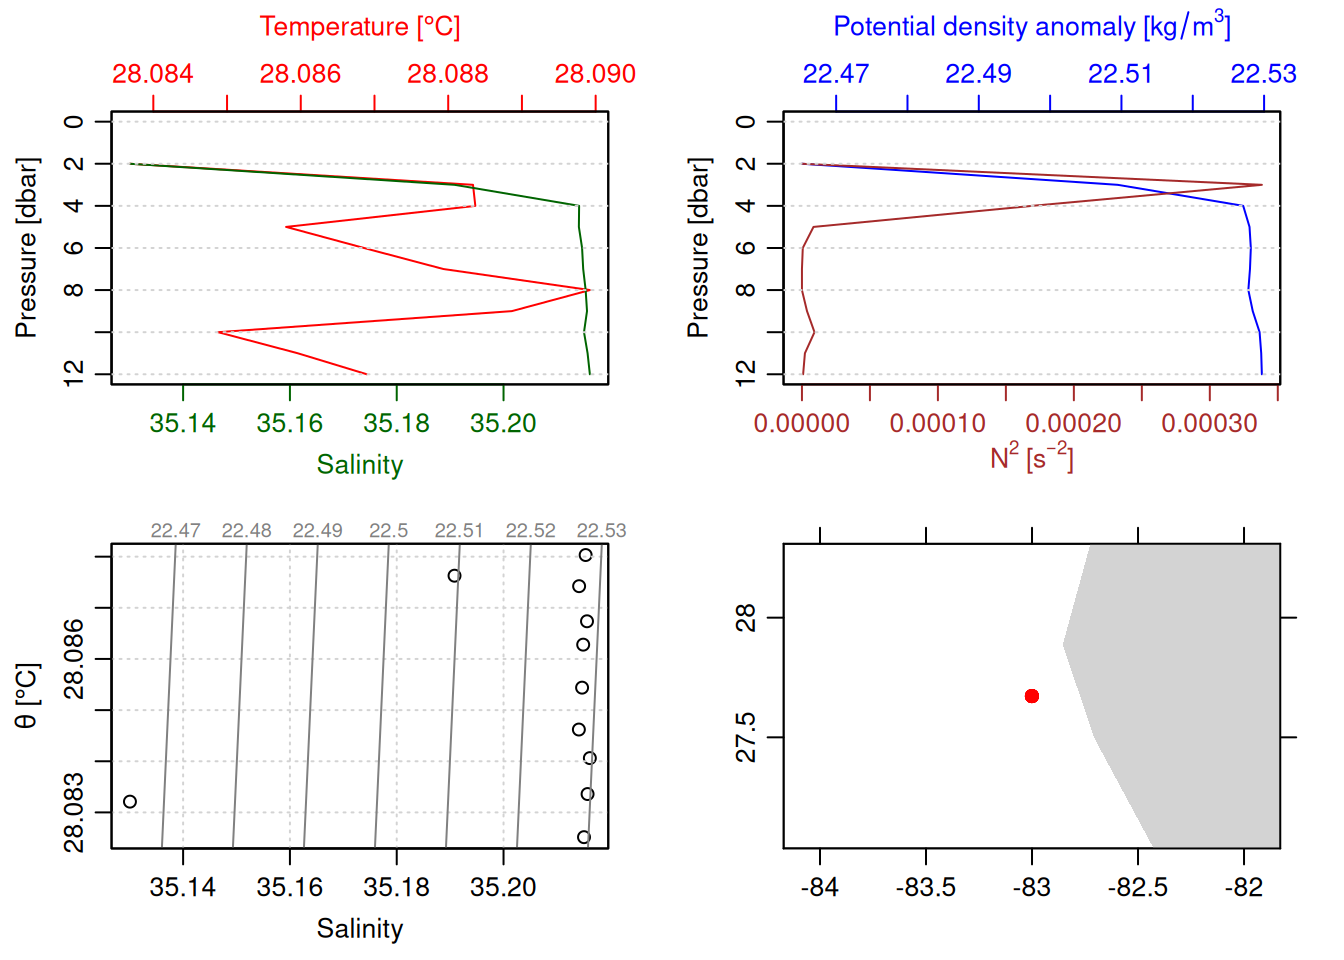 Temperature [°C]
28.084 28.086 28.088 28.090
Pressure [dbar]
0
2
4
6
8
12
35.14 35.16 35.18 35.20
Salinity
Potential density anomaly [kg/m³]
22.47 22.49 22.51 22.53
Pressure [dbar]
0
2
4
6
8
12
0.00000 0.00010 0.00020 0.00030
N² [s⁻²]
22.47 22.48 22.49 22.5 22.51 22.52 22.53
θ [°C]
28.086
28.083
35.14 35.16 35.18 35.20
Salinity
28
27.5
-84 -83.5 -83 -82.5 -82